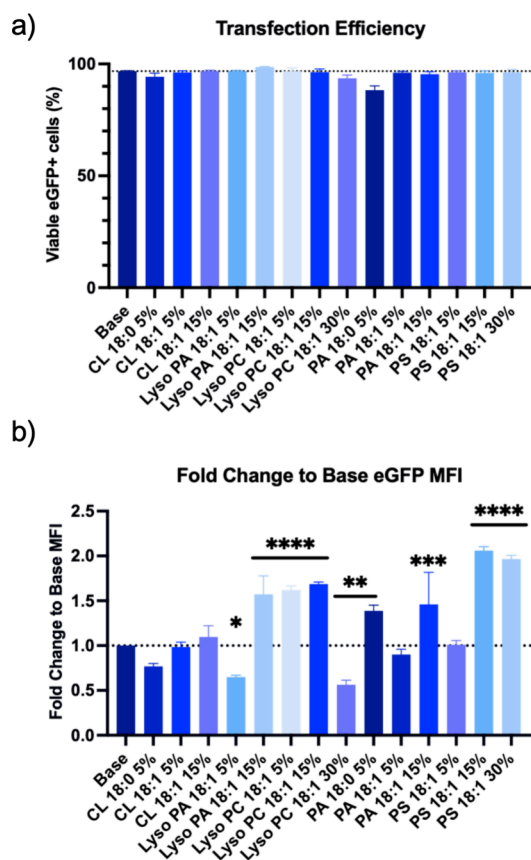 a)
Transfection Efficiency
Viable eGFP+ cells (%)
100
50
0
Base
CL 18:0 5%
CL 18:1 5%
CL 18:1 15%
Lyso PA 18:1 5%
Lyso PA 18:1 15%
Lyso PC 18:1 5%
Lyso PC 18:1 15%
Lyso PC 18:1 30%
PA 18:0 5%
PA 18:1 5%
PA 18:1 15%
PS 18:1 5%
PS 18:1 15%
PS 18:1 30%
b)
Fold Change to Base eGFP MFI
Fold Change to Base MFI
2.5
2.0
1.5
1.0
0.5
0.0
*
****
**
***
****
Base
CL 18:0 5%
CL 18:1 5%
CL 18:1 15%
Lyso PA 18:1 5%
Lyso PA 18:1 15%
Lyso PC 18:1 5%
Lyso PC 18:1 15%
Lyso PC 18:1 30%
PA 18:0 5%
PA 18:1 5%
PA 18:1 15%
PS 18:1 5%
PS 18:1 15%
PS 18:1 30%